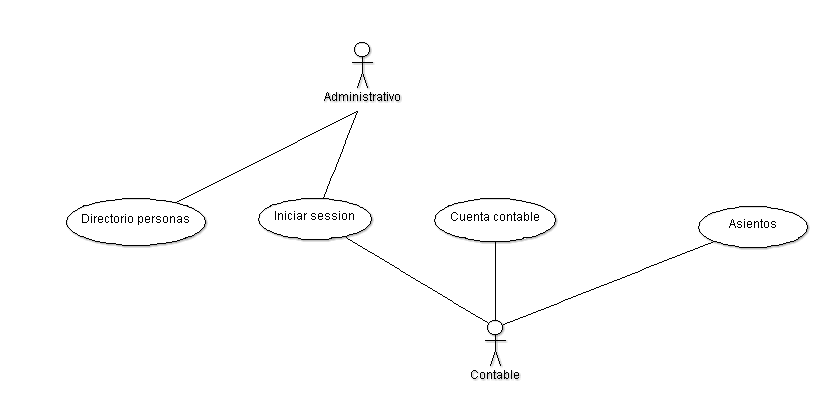 Administrativo
Directorio personas
Iniciar session
Cuenta contable
Asientos
Contable